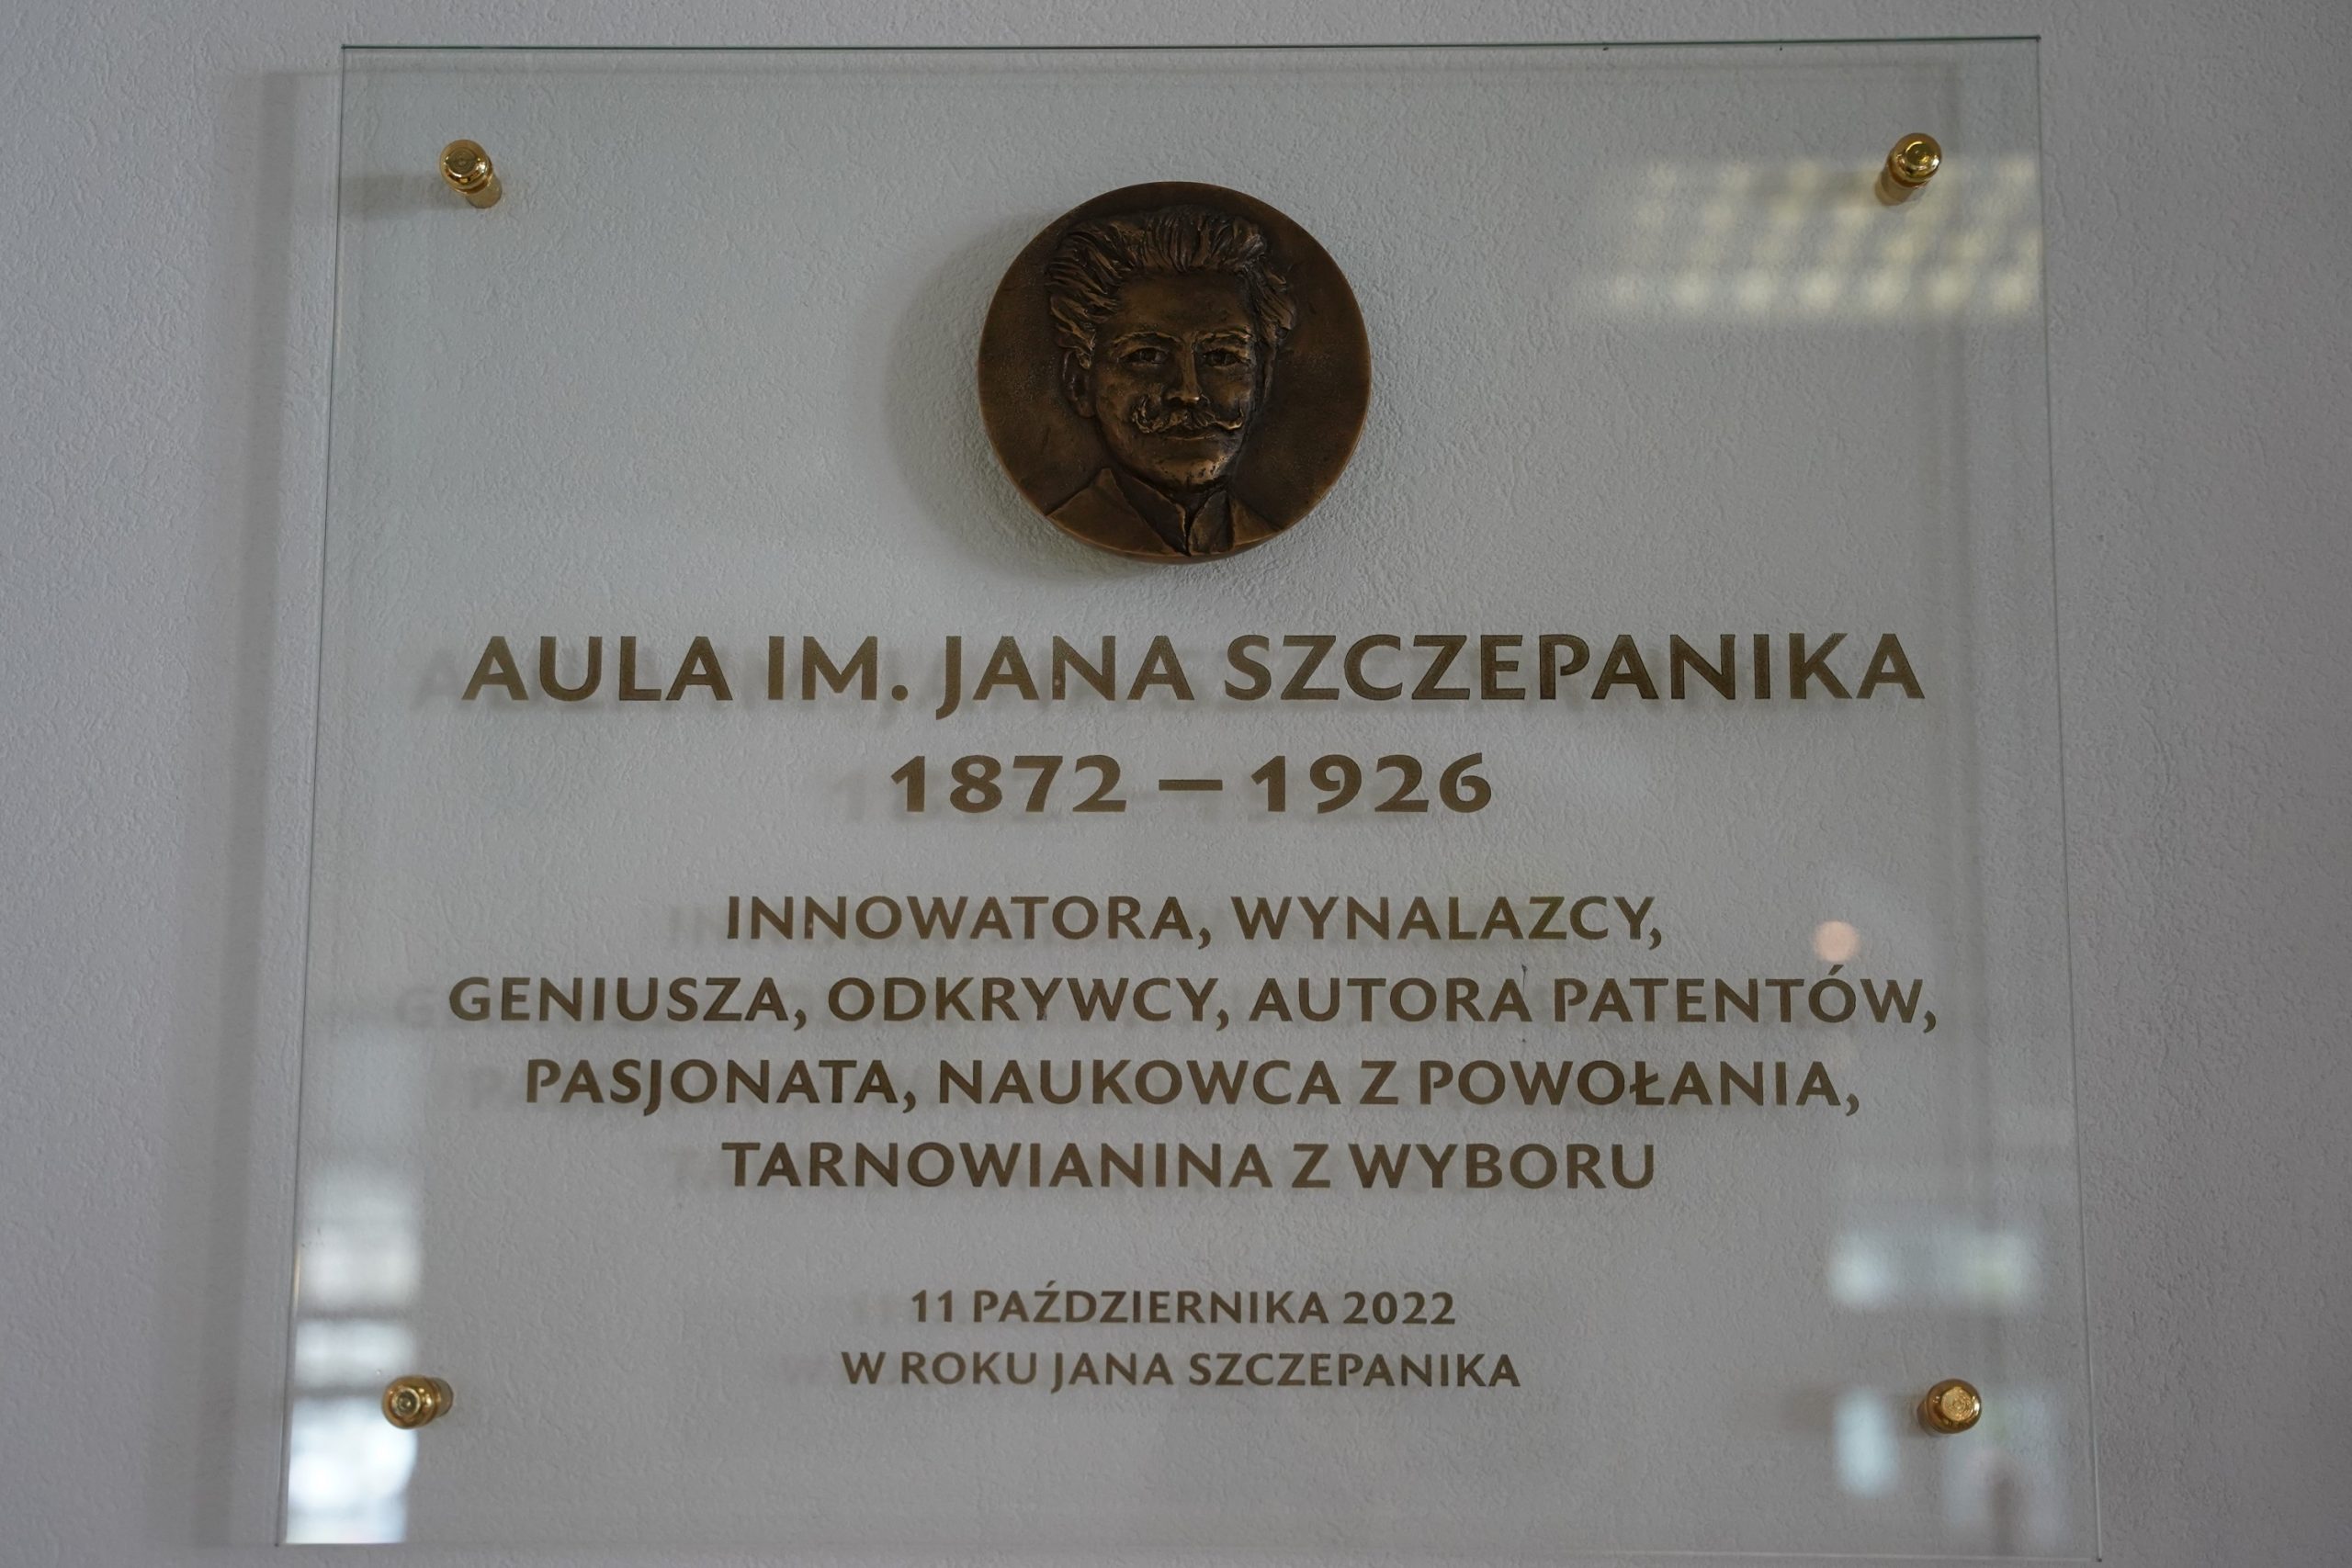 AULA IM. JANA SZCZEPANIKA
1872 – 1926
INNOWATORA, WYNALAZCY,
GENIUSZA, ODKRYWCY, AUTORA PATENTÓW,
PASJONATA, NAUKOWCA Z POWOŁANIA,
TARNOWIANINA Z WYBORU
11 PAŹDZIERNIKA 2022
W ROKU JANA SZCZEPANIKA